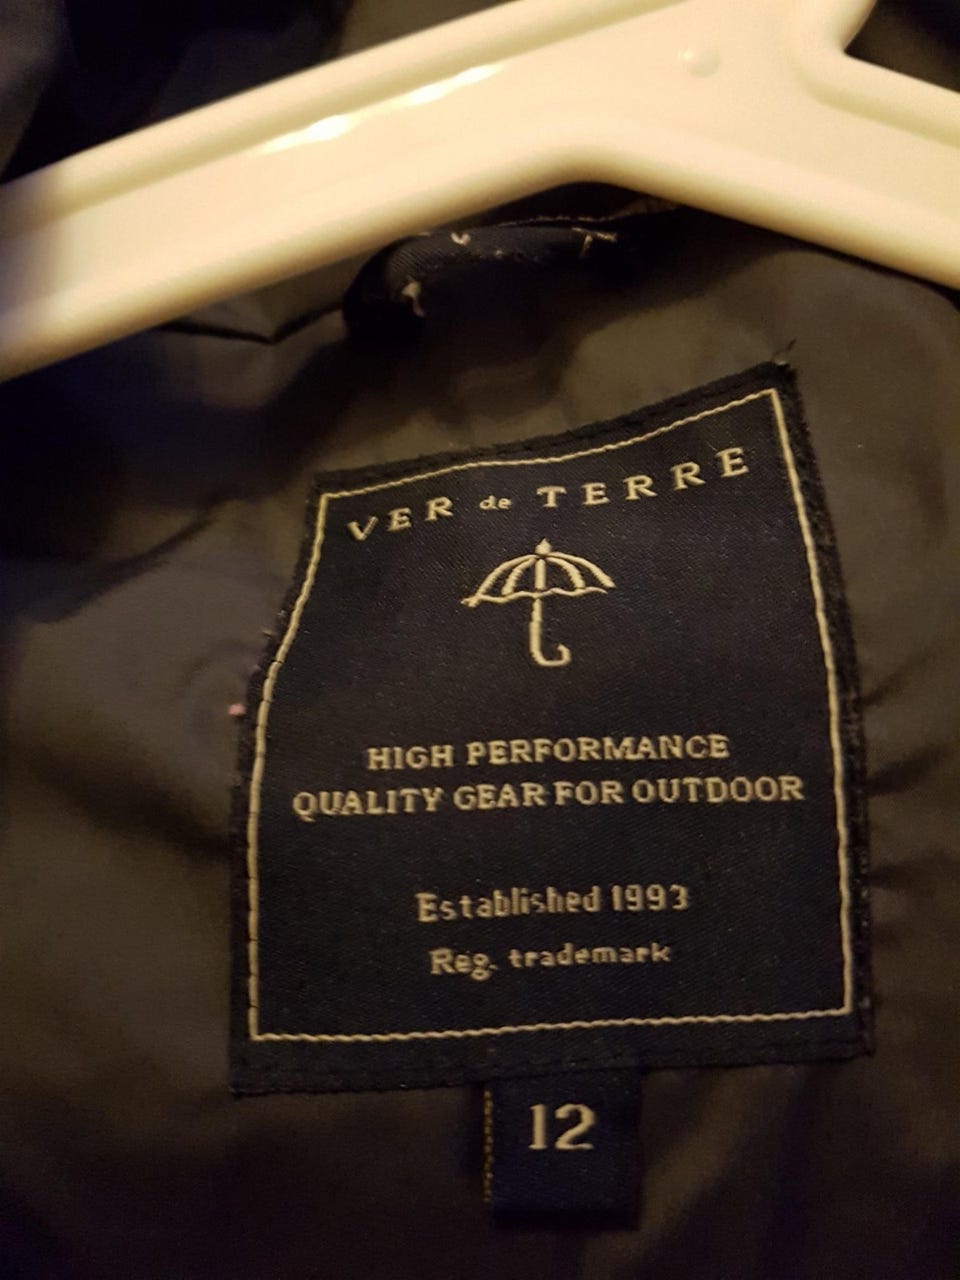 VER de TERRE
HIGH PERFORMANCE
QUALITY GEAR FOR OUTDOOR
Established 1993
Reg. trademark
12